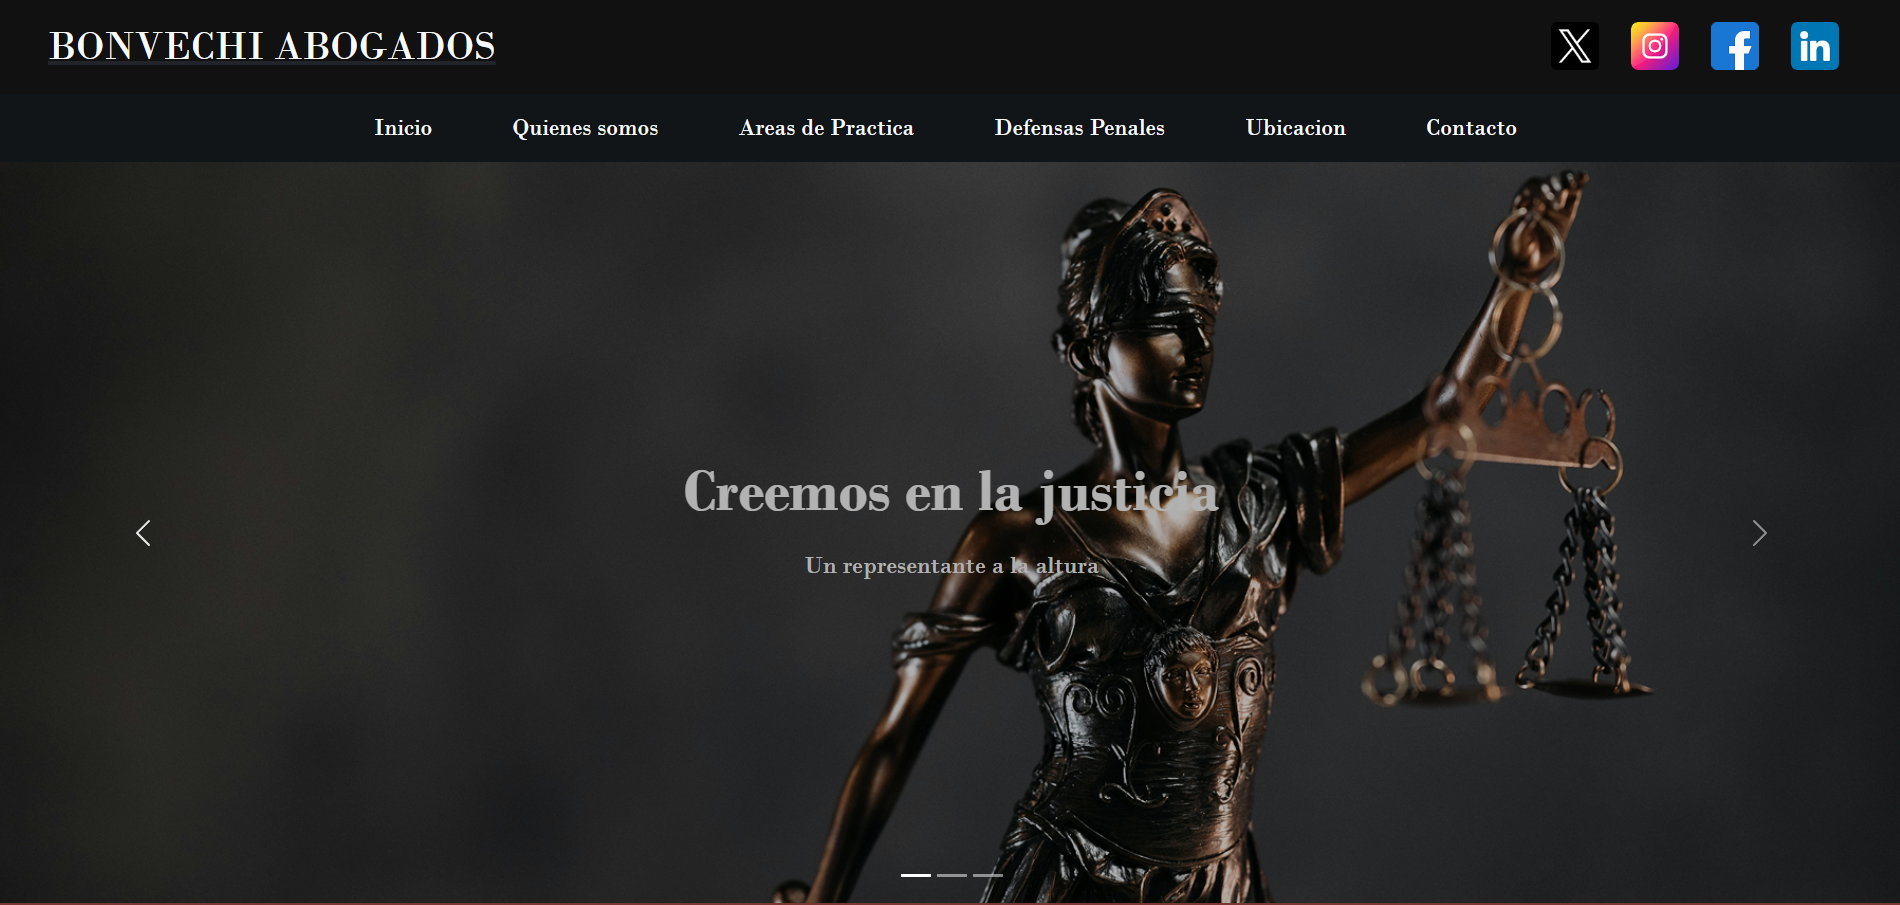 BONVECHI ABOGADOS
Inicio
Quienes somos
Areas de Practica
Defensas Penales
Ubicacion
Contacto
Creemos en la justicia
Un representante a la altura